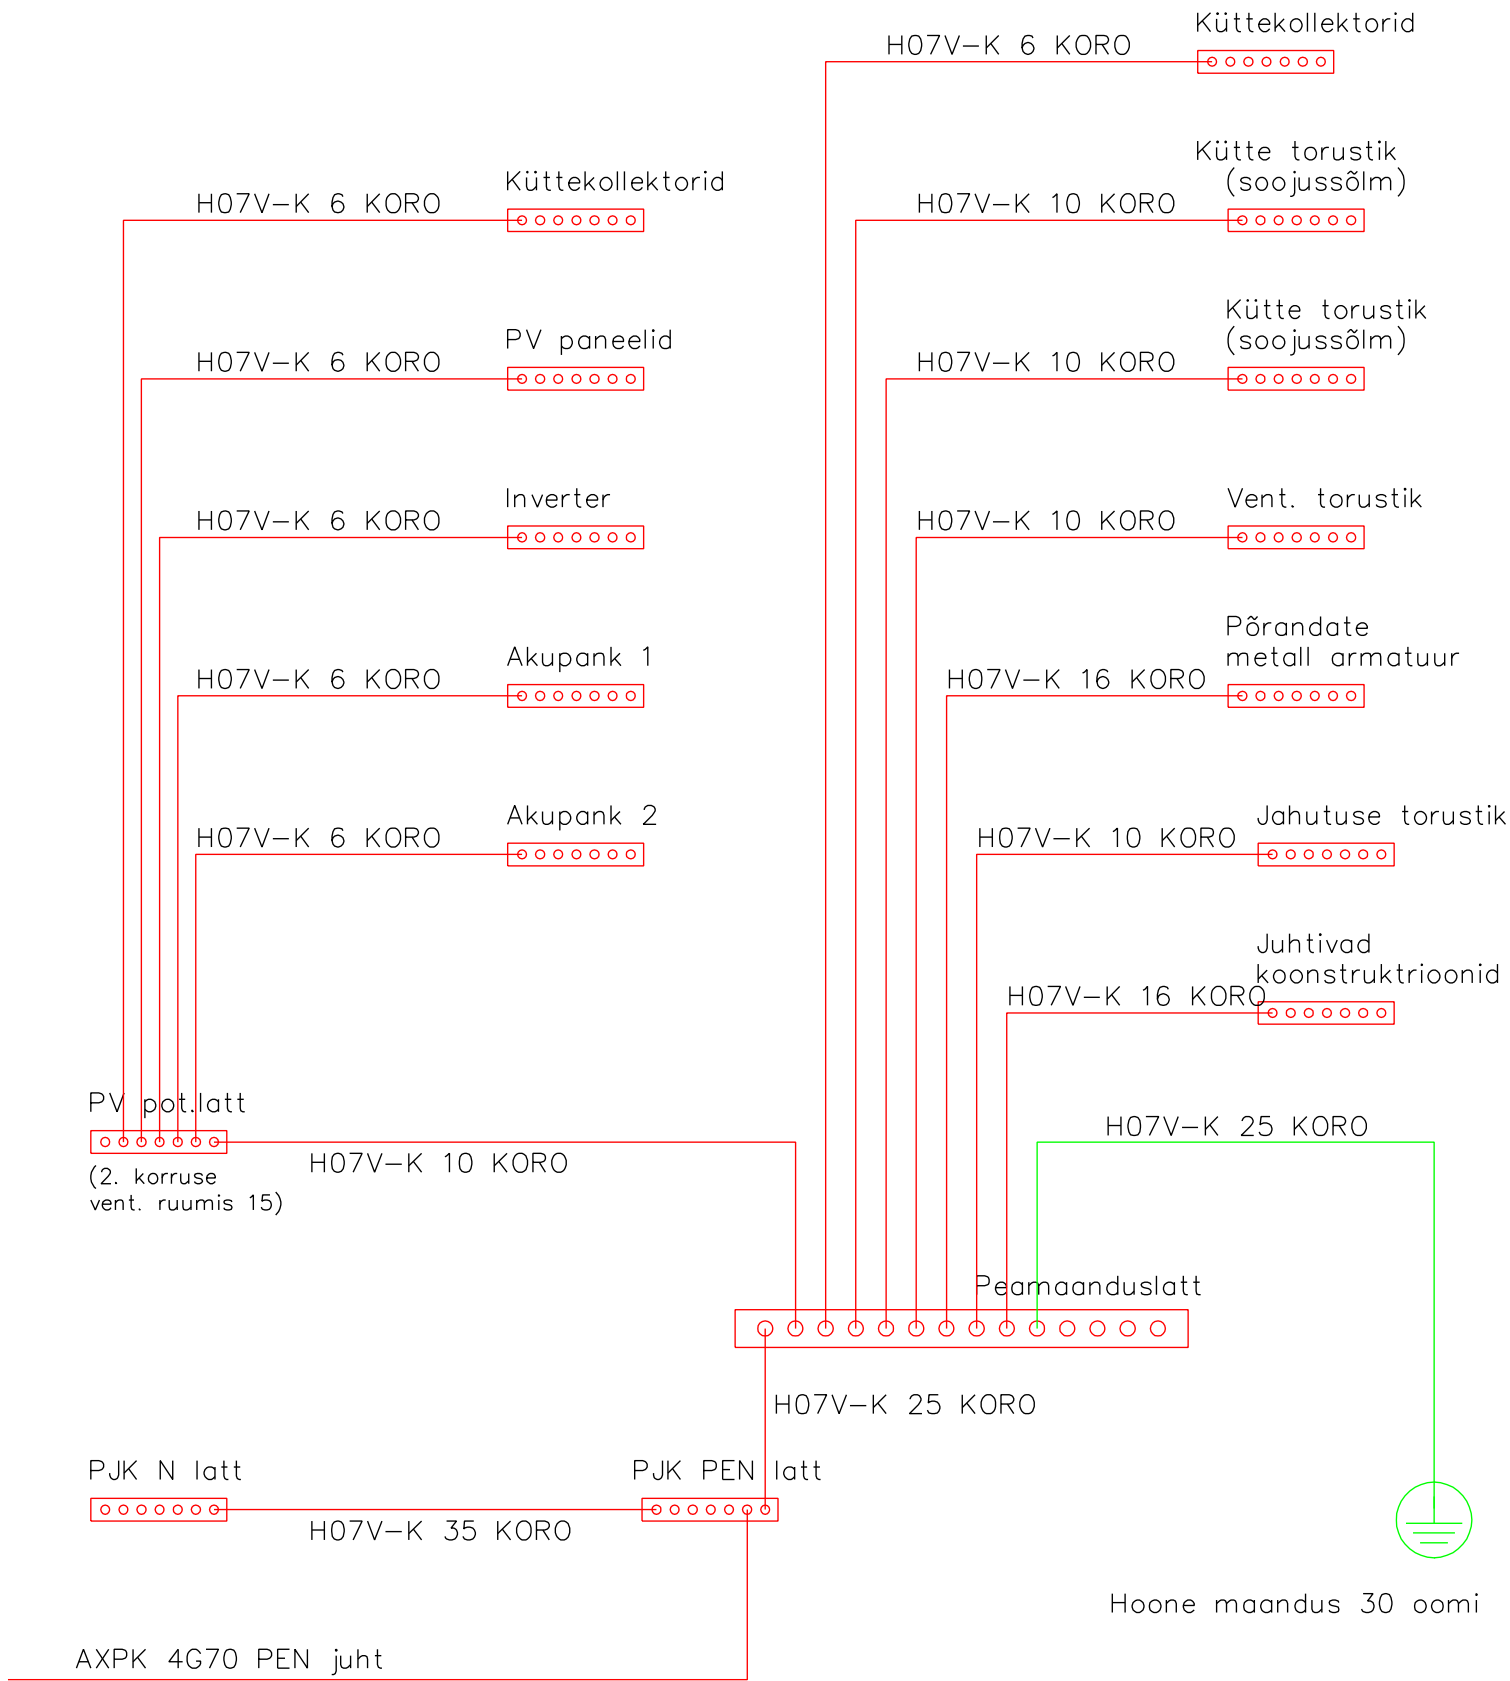 Küttekollektorid
H07V-K 6 KORO
Kütte torustik
(soojussõlm)
H07V-K 10 KORO
Küttekollektorid
H07V-K 6 KORO
Kütte torustik
(soojussõlm)
H07V-K 10 KORO
PV paneelid
H07V-K 6 KORO
Vent. torustik
H07V-K 10 KORO
Inverter
H07V-K 6 KORO
Põrandate
metall armatuur
H07V-K 16 KORO
Akupank 1
H07V-K 6 KORO
Jahutuse torustik
H07V-K 10 KORO
Akupank 2
H07V-K 6 KORO
Juhtivad
koonstruktrioonid
H07V-K 16 KORO
PV pot.latt
(2. korruse
vent. ruumis 15)
H07V-K 10 KORO
H07V-K 25 KORO
Peamaanduslatt
H07V-K 25 KORO
PJK N latt
PJK PEN latt
H07V-K 35 KORO
Hoone maandus 30 oomi
AXPK 4G70 PEN juht